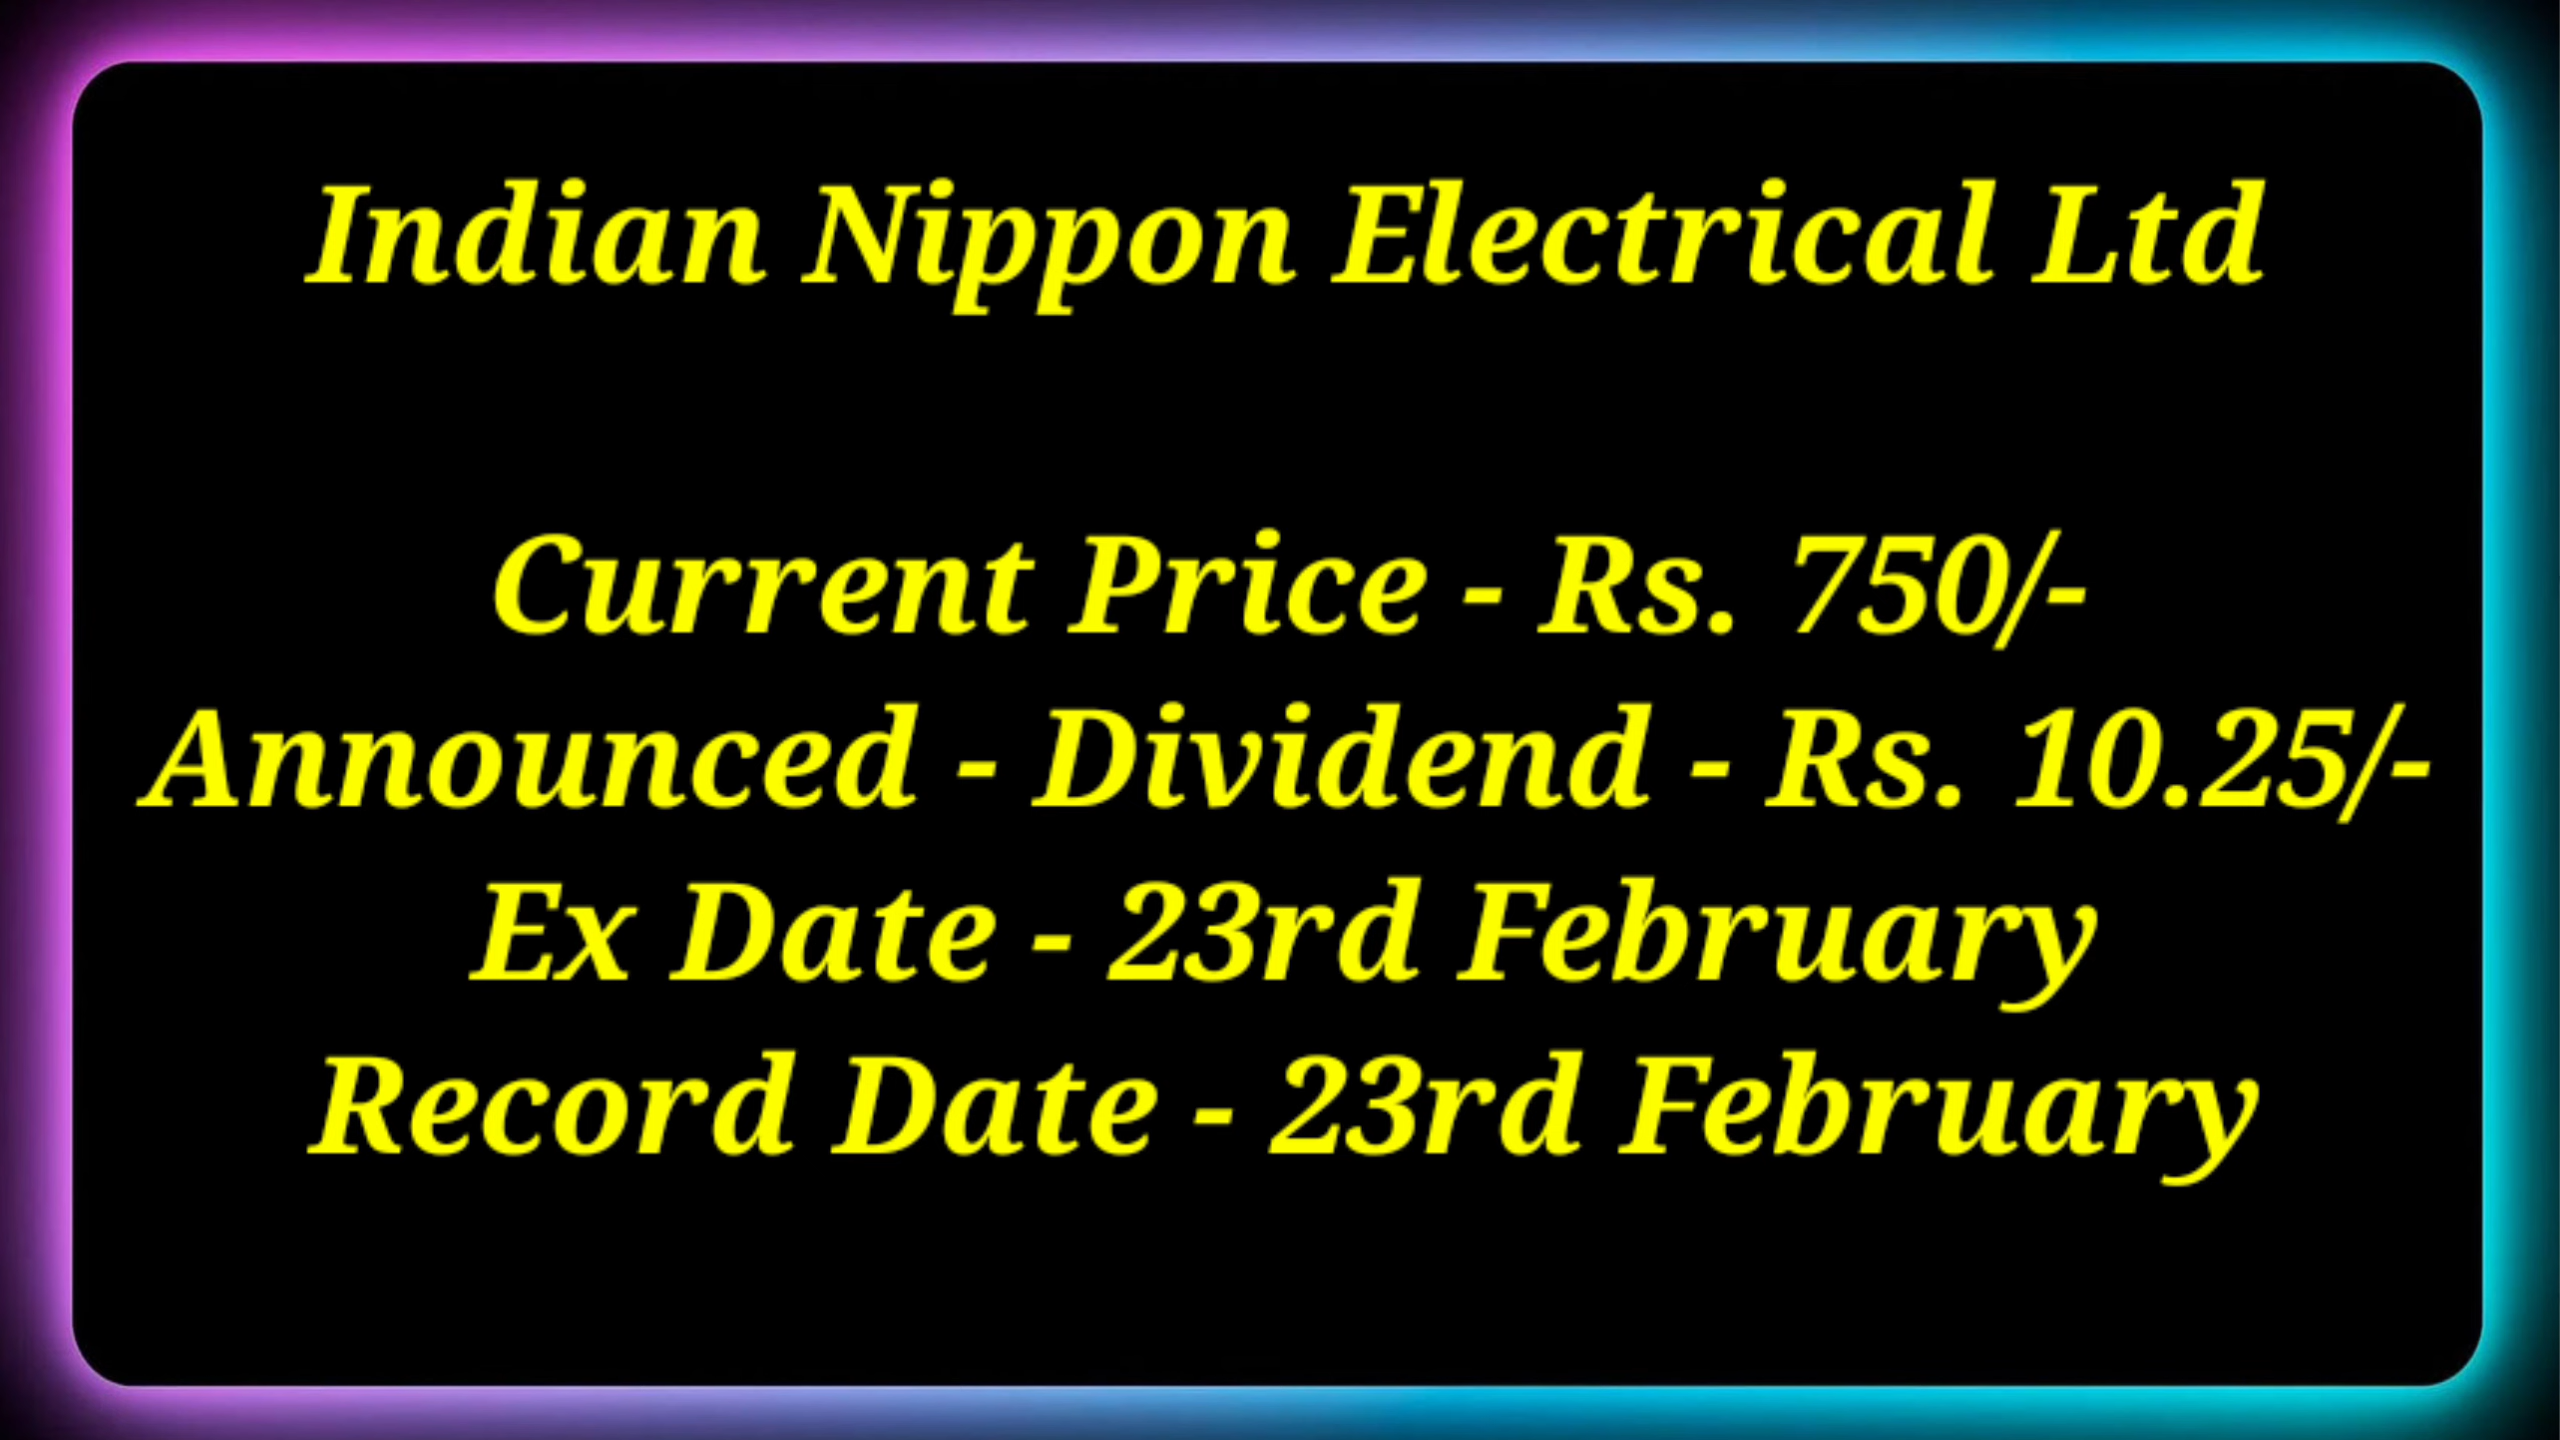 Indian Nippon Electrical Ltd
Current Price - Rs. 750/-
Announced - Dividend - Rs. 10.25/-
Ex Date - 23rd February
Record Date - 23rd February